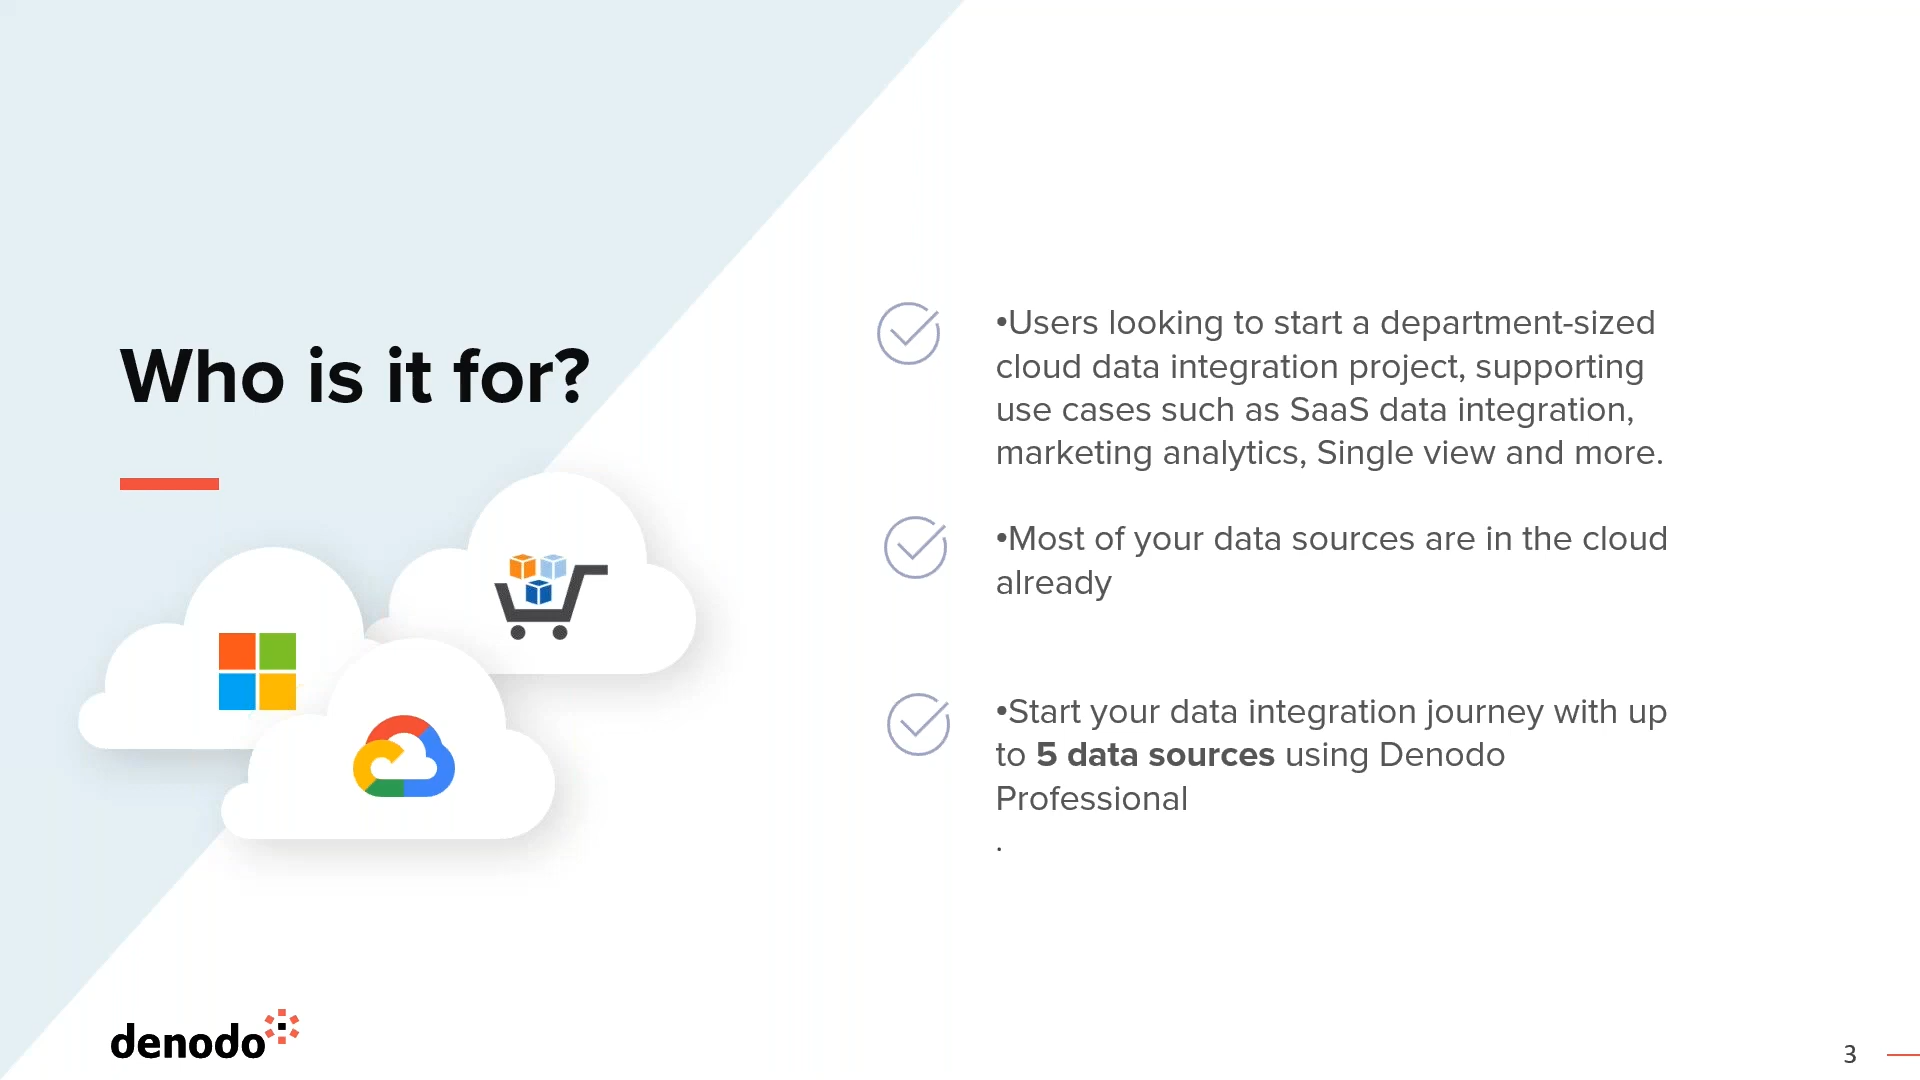 Who is it for?
•Users looking to start a department-sized
cloud data integration project, supporting
use cases such as SaaS data integration,
marketing analytics, Single view and more.
•Most of your data sources are in the cloud
already
•Start your data integration journey with up
to 5 data sources using Denodo
Professional
.
denodo
3